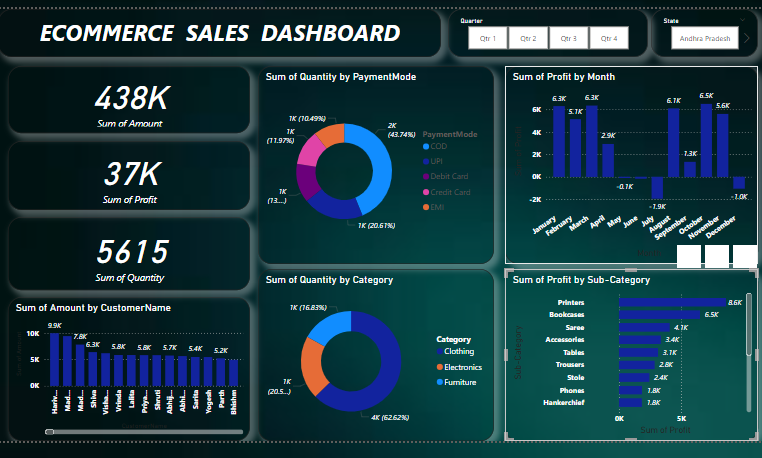 ECOMMERCE SALES DASHBOARD
Quarter
Qtr 1
Qtr 2
Qtr 3
Qtr 4
State
Andhra Pradesh
438K
Sum of Amount
37K
Sum of Profit
5615
Sum of Quantity
Sum of Amount by CustomerName
10K
5K
0K
9.9K
7.8K
6.3K
5.8K
5.8K
5.7K
5.4K
5.2K
Hariv...
Mad...
Mad...
Shiva
Visha...
Vrinda
Lalita
Priya...
Shruti
Abhij...
Abhi...
Sarita
Yogesh
Parth
Bhishm
Sum of Quantity by PaymentMode
1K (10.49%)
1K
(11.97%)
1K
(13....)
2K
(43.74%)
1K (20.61%)
PaymentMode
COD
UPI
Debit Card
Credit Card
EMI
Sum of Quantity by Category
1K (16.83%)
1K
(20.5...)
4K (62.62%)
Category
Clothing
Electronics
Furniture
Sum of Profit by Month
6K
4K
2K
0K
-2K
6.3K
5.1K
6.3K
2.9K
-0.1K
-1.9K
6.1K
1.3K
6.5K
5.6K
-1.0K
January
February
March
April
May
June
July
August
September
October
November
December
Sum of Profit by Sub-Category
Sub-Category
Printers
8.6K
Bookcases
6.5K
Saree
4.1K
Accessories
3.4K
Tables
3.1K
Trousers
2.8K
Stole
2.4K
Phones
1.8K
Hankerchief
1.8K
0K
5K
Sum of Profit